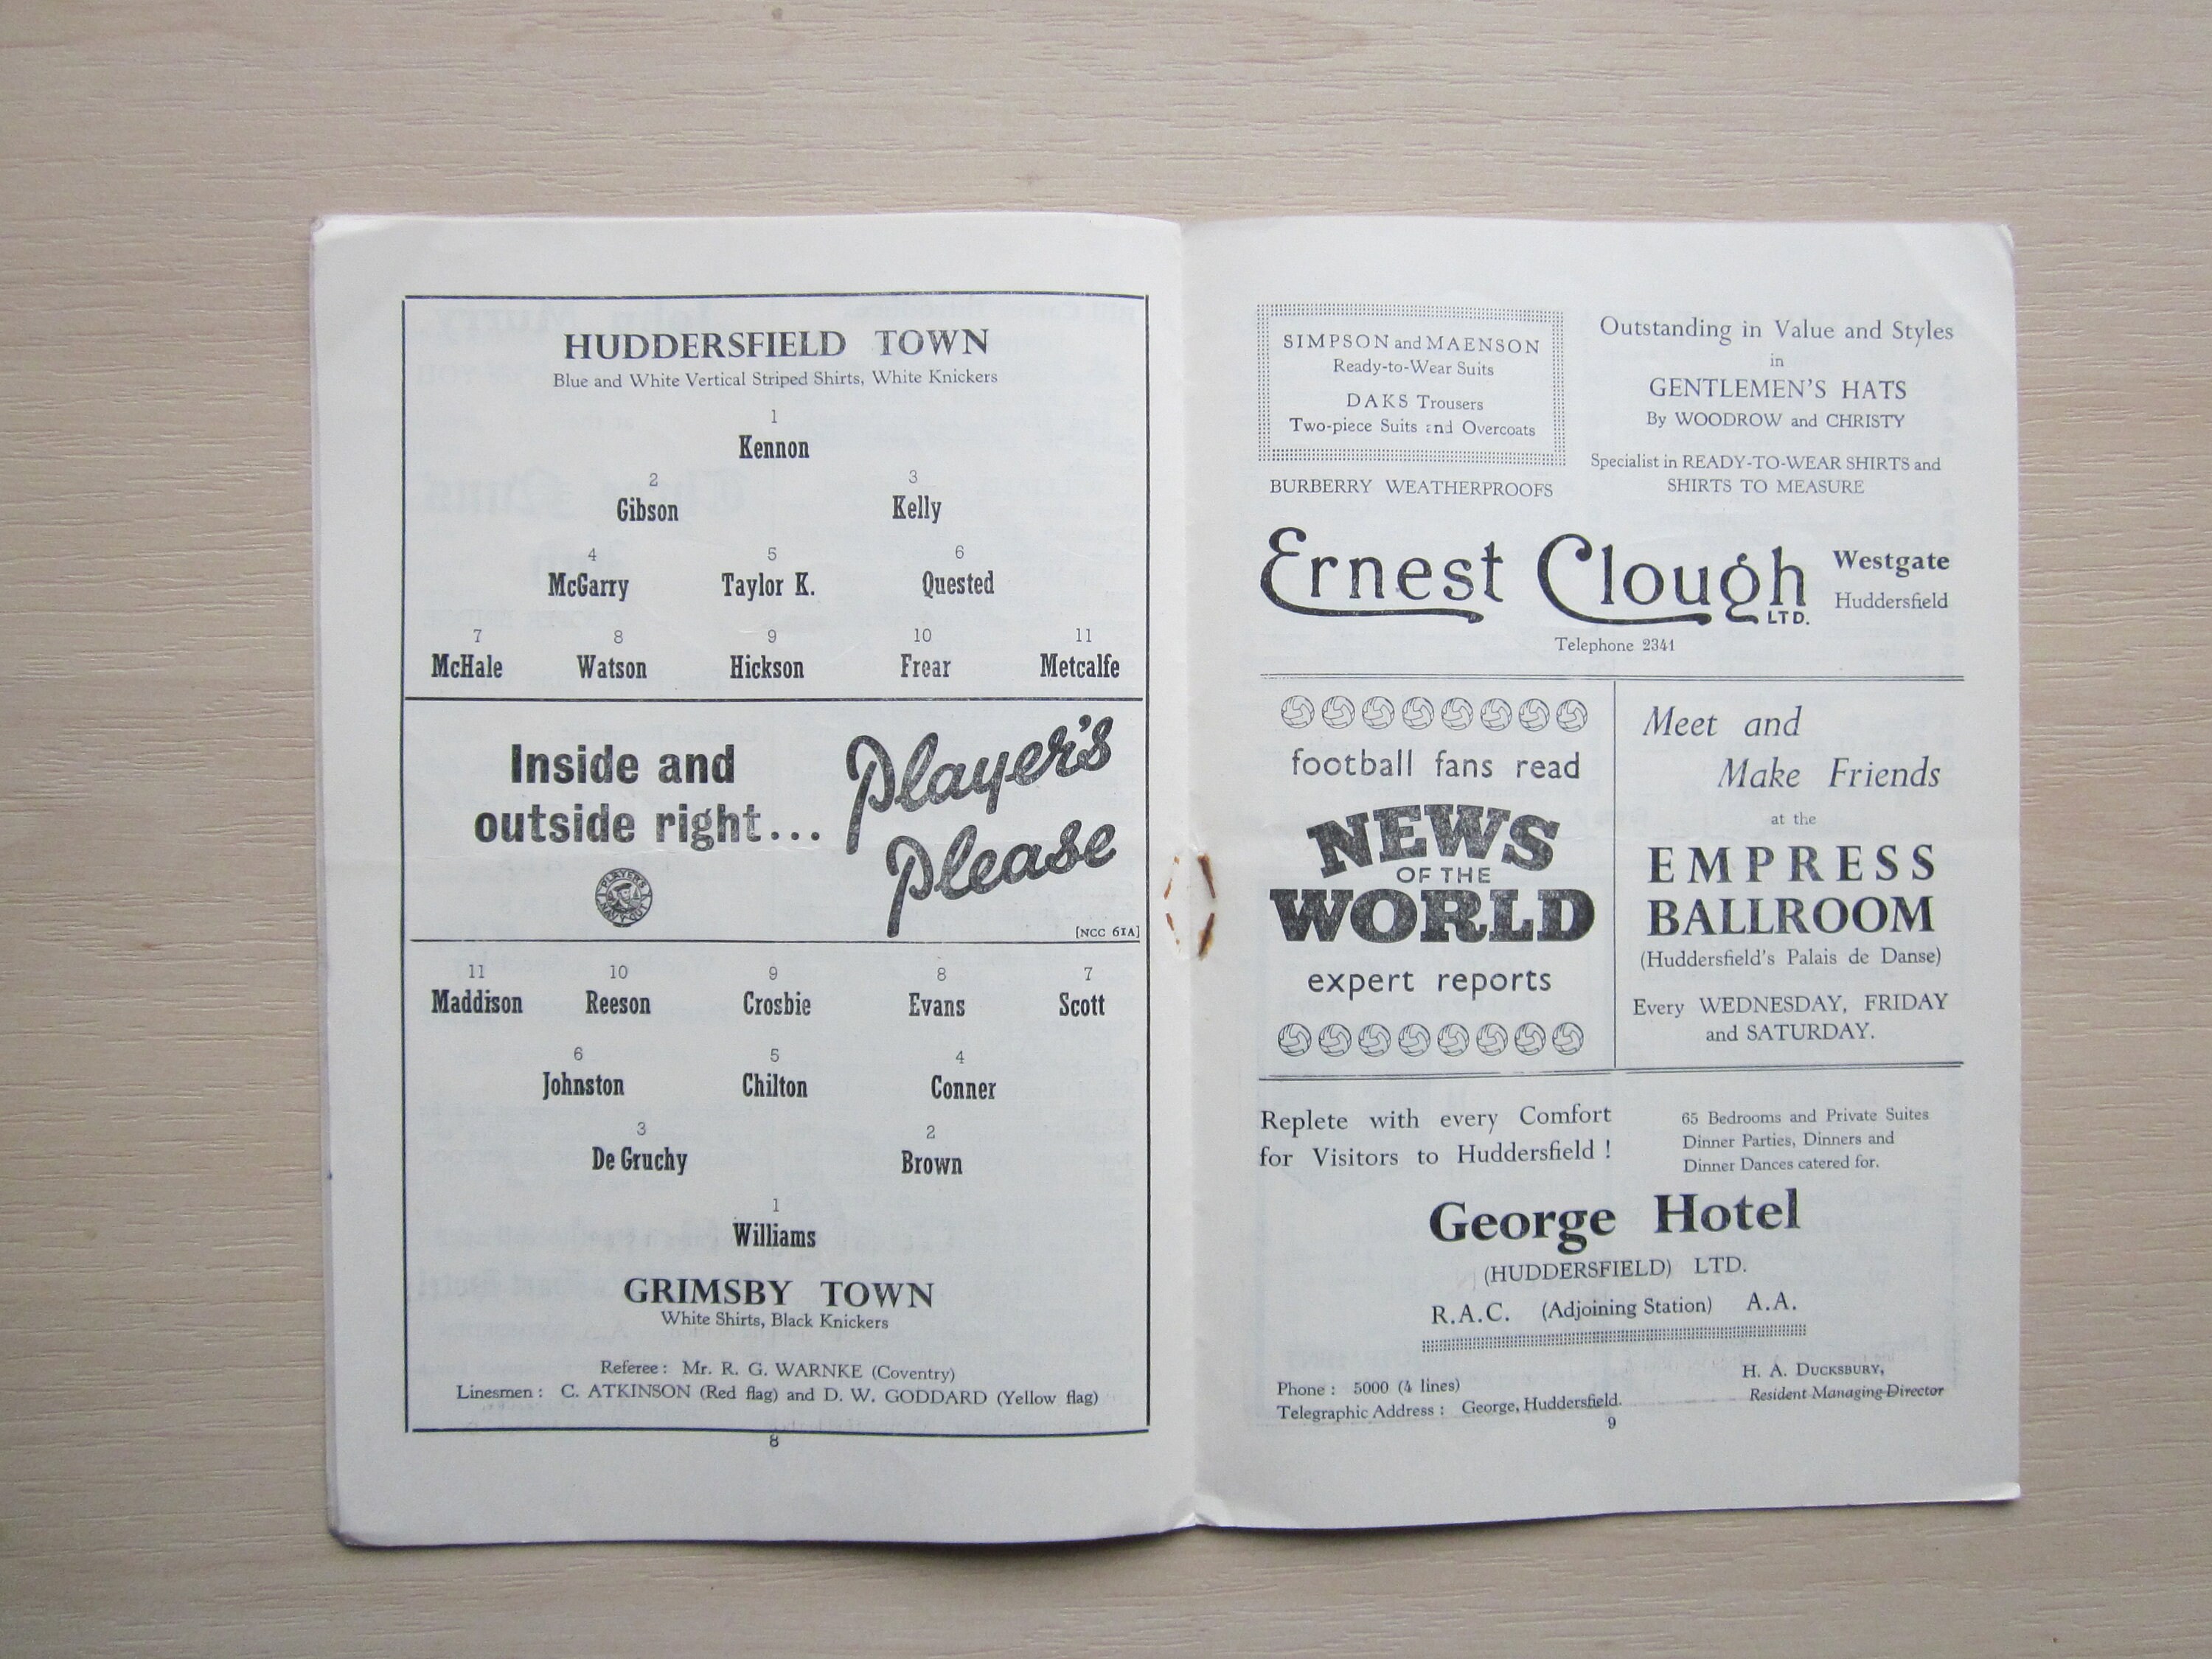 HUDDERSFIELD TOWN
Blue and White Vertical Striped Shirts, White Knickers
1
Kennon
2 3
Gibson Kelly
4 5 6
McGarry Taylor K. Quested
7 8 9 10 11
McHale Watson Hickson Frear Metcalfe
Inside and
outside right...
Player's
Please
PLAYER'S
NAVY CUT
[NCC 61A]
11 10 9 8 7
Maddison Reeson Crosbie Evans Scott
6 5 4
Johnston Chilton Conner
3 2
De Gruchy Brown
1
Williams
GRIMSBY TOWN
White Shirts, Black Knickers
Referee : Mr. R. G. WARNKE (Coventry)
Linesmen : C. ATKINSON (Red flag) and D. W. GODDARD (Yellow flag)
8
SIMPSON and MAENSON
Ready-to-Wear Suits
DAKS Trousers
Two-piece Suits and Overcoats
BURBERRY WEATHERPROOFS
Outstanding in Value and Styles
in
GENTLEMEN'S HATS
By WOODROW and CHRISTY
Specialist in READY-TO-WEAR SHIRTS and
SHIRTS TO MEASURE
Ernest Clough LTD.
Westgate
Huddersfield
Telephone 2341
football fans read
NEWS
OF THE
WORLD
expert reports
Meet and
Make Friends
at the
EMPRESS
BALLROOM
(Huddersfield's Palais de Danse)
Every WEDNESDAY, FRIDAY
and SATURDAY.
Replete with every Comfort
for Visitors to Huddersfield !
65 Bedrooms and Private Suites
Dinner Parties, Dinners and
Dinner Dances catered for.
George Hotel
(HUDDERSFIELD) LTD.
R.A.C. (Adjoining Station) A.A.
Phone : 5000 (4 lines)
Telegraphic Address : George, Huddersfield.
H. A. DUCKSBURY,
Resident Managing Director
9